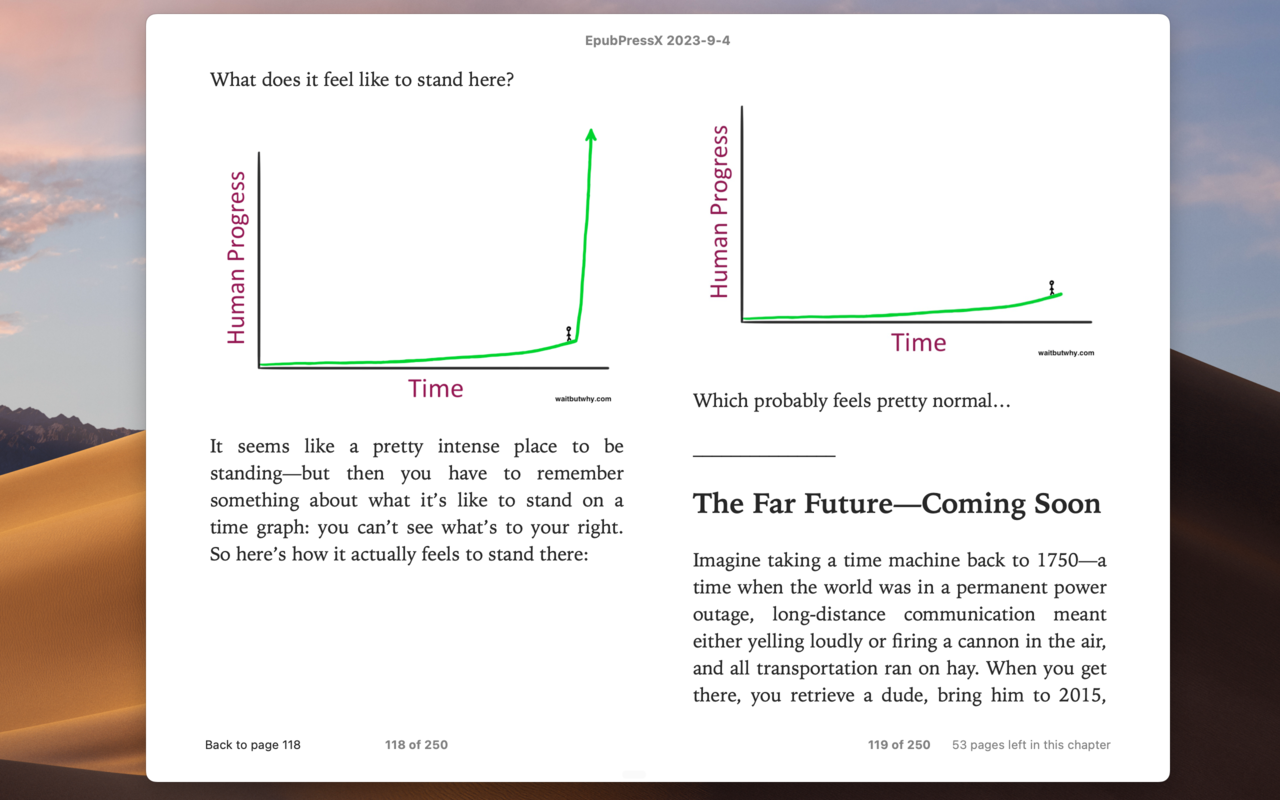 EpubPressX 2023-9-4
What does it feel like to stand here?
Human Progress
Time
waitbutwhy.com
It seems like a pretty intense place to be
standing—but then you have to remember
something about what it’s like to stand on a
time graph: you can’t see what’s to your right.
So here’s how it actually feels to stand there:
Back to page 118
118 of 250
Human Progress
Time
waitbutwhy.com
Which probably feels pretty normal…
The Far Future—Coming Soon
Imagine taking a time machine back to 1750—a
time when the world was in a permanent power
outage, long-distance communication meant
either yelling loudly or firing a cannon in the air,
and all transportation ran on hay. When you get
there, you retrieve a dude, bring him to 2015,
119 of 250
53 pages left in this chapter